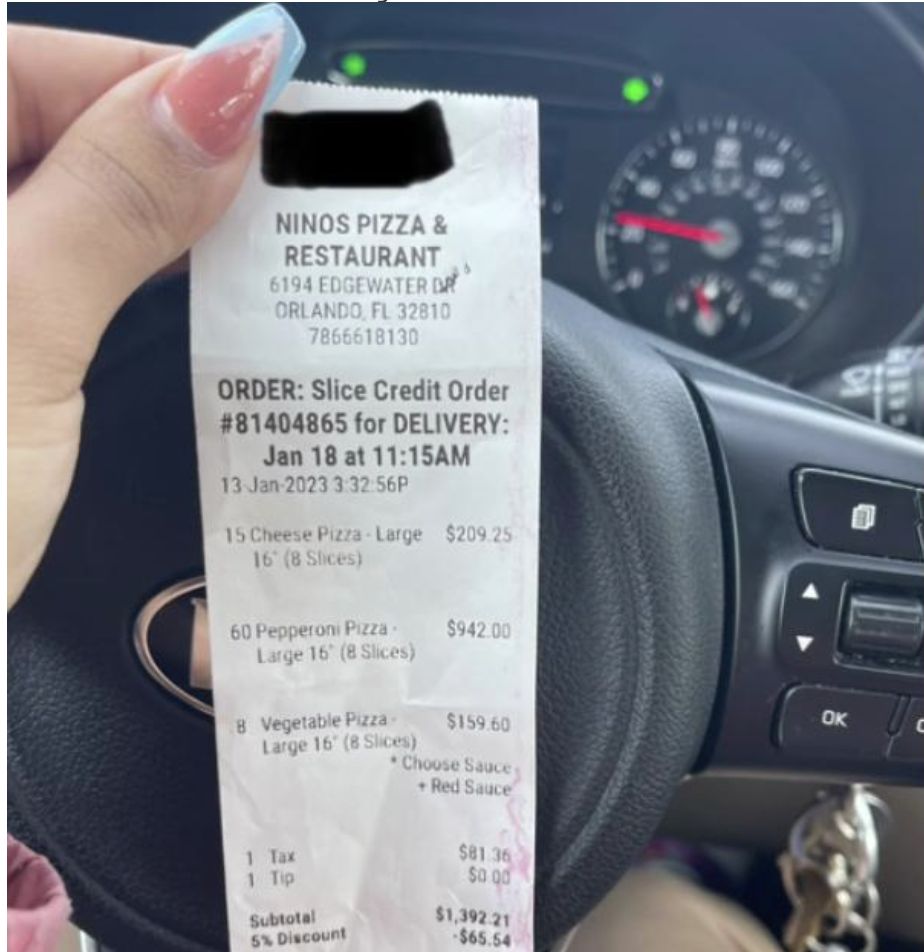 NINOS PIZZA &
RESTAURANT
6194 EDGEWATER DR
ORLANDO, FL 32810
7866618130
ORDER: Slice Credit Order
#81404865 for DELIVERY:
Jan 18 at 11:15AM
13-Jan-2023 3:32:56P
15 Cheese Pizza - Large $209.25
16" (8 Slices)
60 Pepperoni Pizza - $942.00
Large 16" (8 Slices)
8 Vegetable Pizza - $159.60
Large 16" (8 Slices)
* Choose Sauce
+ Red Sauce
1 Tax $81.36
1 Tip $0.00
Subtotal $1,392.21
5% Discount -$65.54
OK